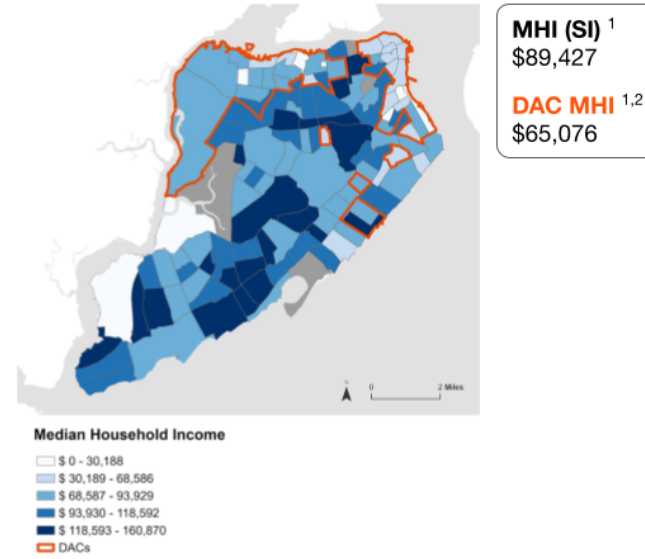 MHI (SI) 1
$89,427
DAC MHI 1,2
$65,076
N
0 2 Miles
Median Household Income
$ 0 - 30,188
$ 30,189 - 68,586
$ 68,587 - 93,929
$ 93,930 - 118,592
$ 118,593 - 160,870
DACs